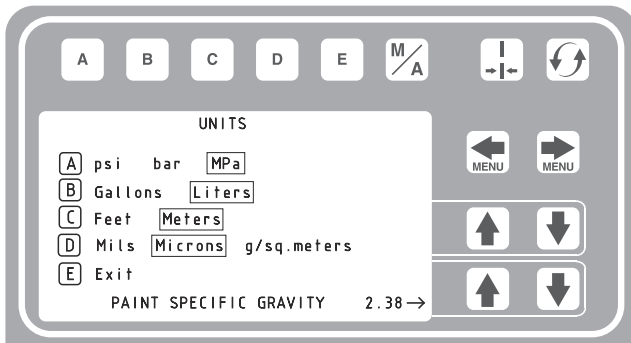 A B C D E M/A
UNITS
A psi bar MPa
B Gallons Liters
C Feet Meters
D Mils Microns g/sq.meters
E Exit
PAINT SPECIFIC GRAVITY 2.38→
MENU MENU